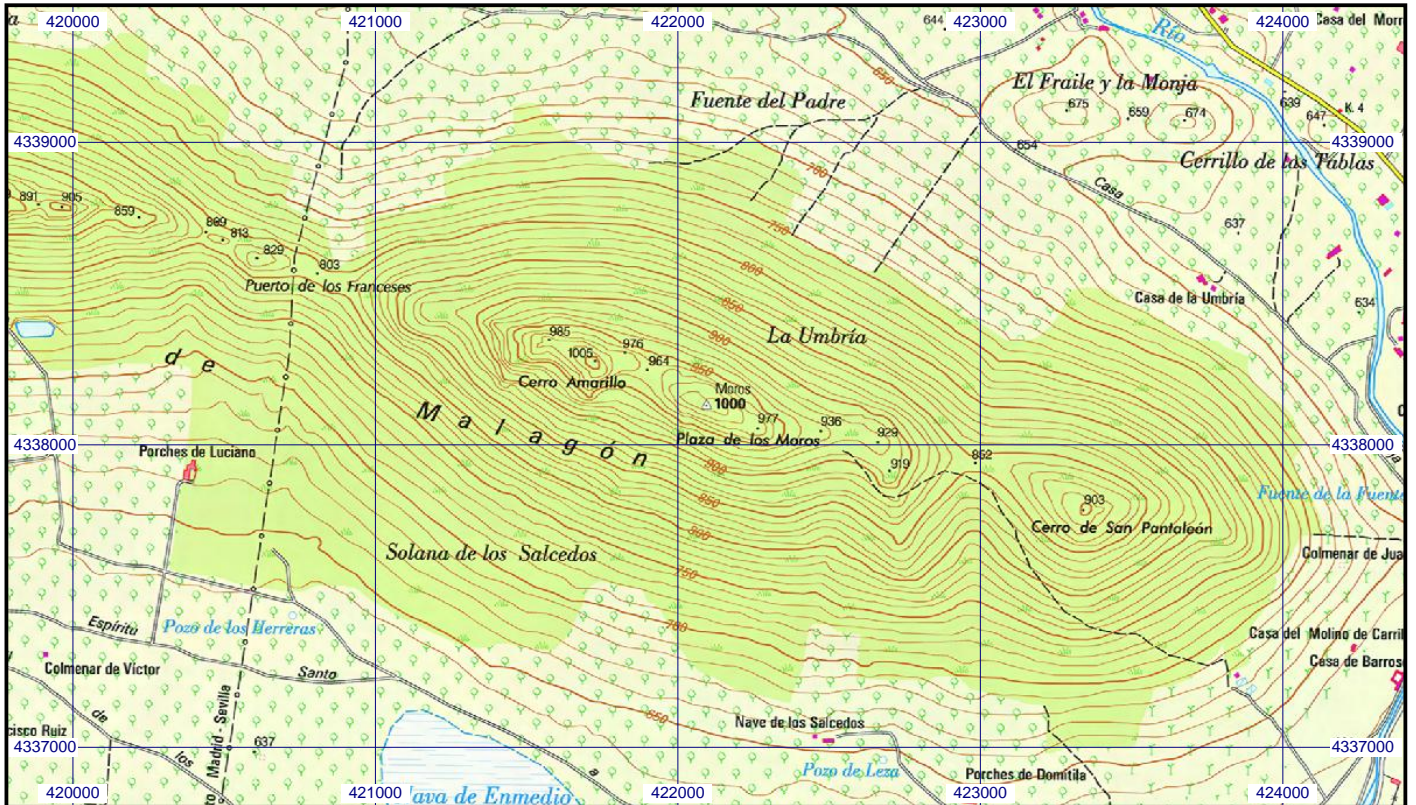 420000 421000 422000 423000 424000
a
644
Río
Casa del Morr
650
El Fraile y la Monja
Fuente del Padre
675
659
674
639
647
K. 4
4339000
4339000
654
Cerrillo de las Táblas
700
Casa
891
905
859
809
813
829
803
750
637
Puerto de los Franceses
800
Casa de la Umbría
634
850
985
La Umbría
900
976
1005
964
de
950
Cerro Amarillo
Moros
1000
Malagón
977
936
929
Plaza de los Moros
4338000
4338000
Porches de Luciano
852
900
919
850
903
Fuente de la Fuente
Cerro de San Pantaleón
800
Solana de los Salcedos
Colmenar de Jua
750
Espíritu
Pozo de los Herreras
700
Casa del Molino de Carril
Colmenar de Víctor
Santo
Casa de Barros
650
de
Nave de los Salcedos
cisco Ruiz
637
Madrid - Sevilla
4337000
4337000
los
a
Pozo de Leza
Porches de Domitila
ava de Enmedio
420000 421000 422000 423000 424000